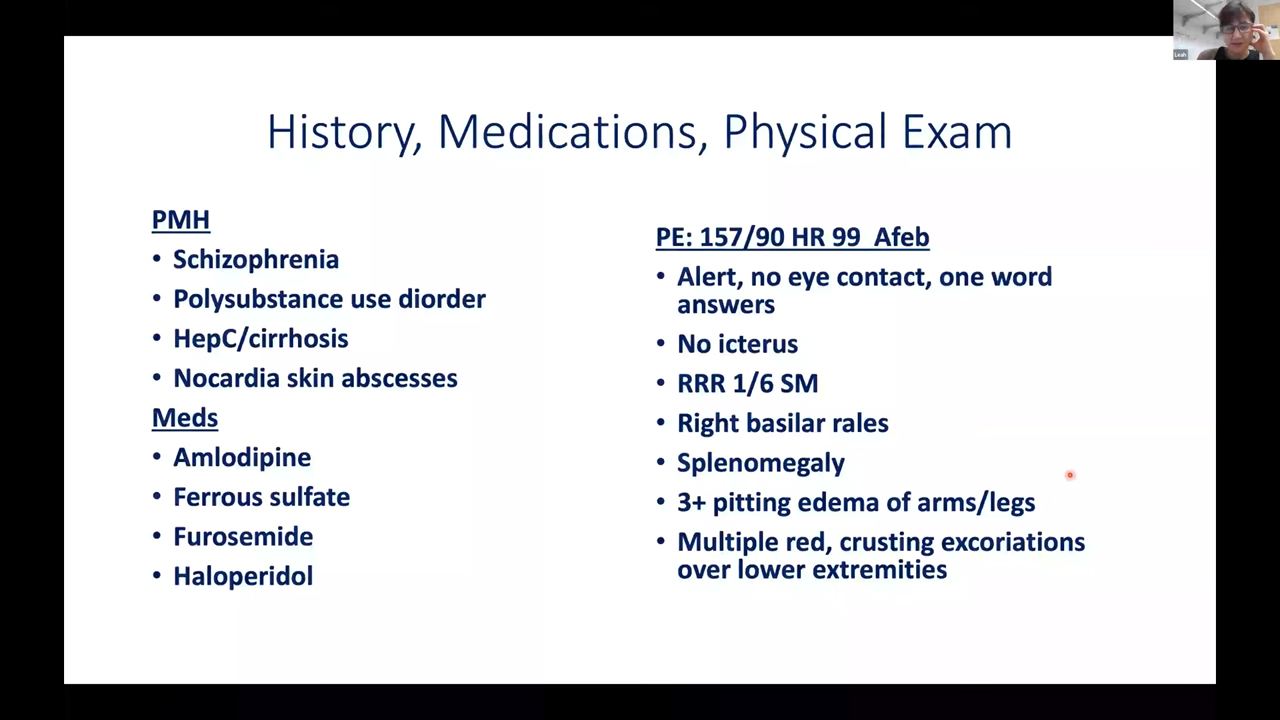 History, Medications, Physical Exam
PMH
• Schizophrenia
• Polysubstance use diorder
• HepC/cirrhosis
• Nocardia skin abscesses
Meds
• Amlodipine
• Ferrous sulfate
• Furosemide
• Haloperidol
PE: 157/90 HR 99 Afeb
• Alert, no eye contact, one word
answers
• No icterus
• RRR 1/6 SM
• Right basilar rales
• Splenomegaly
• 3+ pitting edema of arms/legs
• Multiple red, crusting excoriations
over lower extremities
Leah